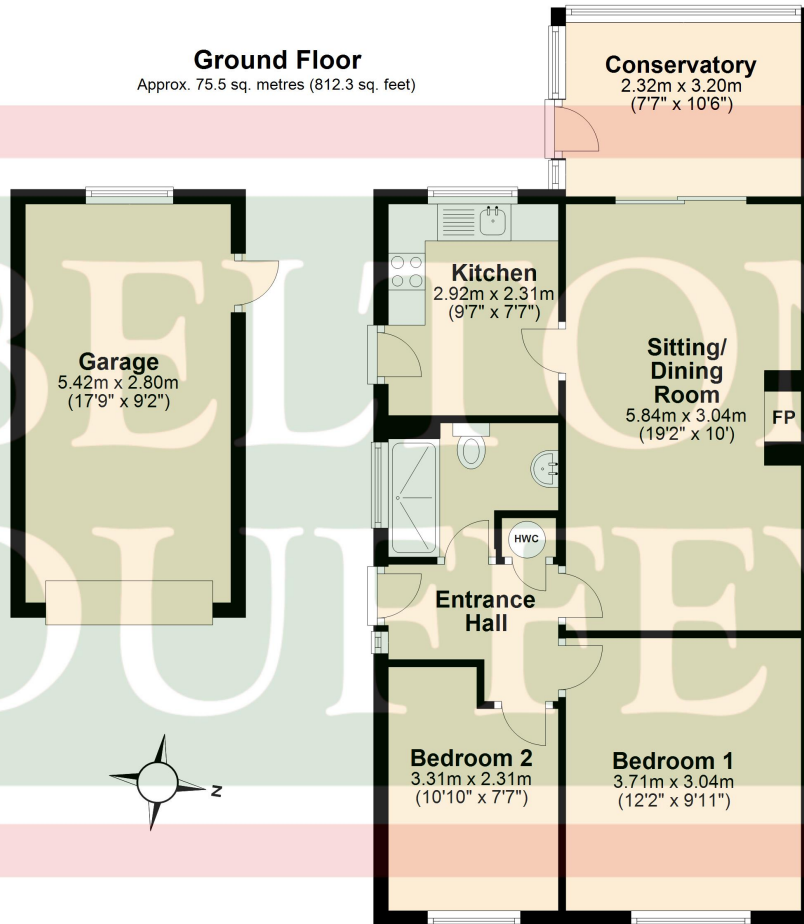 Ground Floor
Approx. 75.5 sq. metres (812.3 sq. feet)
Conservatory
2.32m x 3.20m
(7'7" x 10'6")
Kitchen
2.92m x 2.31m
(9'7" x 7'7")
Garage
5.42m x 2.80m
(17'9" x 9'2")
Sitting/
Dining
Room
5.84m x 3.04m
(19'2" x 10')
FP
BELTON
HWC
Entrance
Hall
DUFFEY
Bedroom 2
3.31m x 2.31m
(10'10" x 7'7")
Bedroom 1
3.71m x 3.04m
(12'2" x 9'11")
N